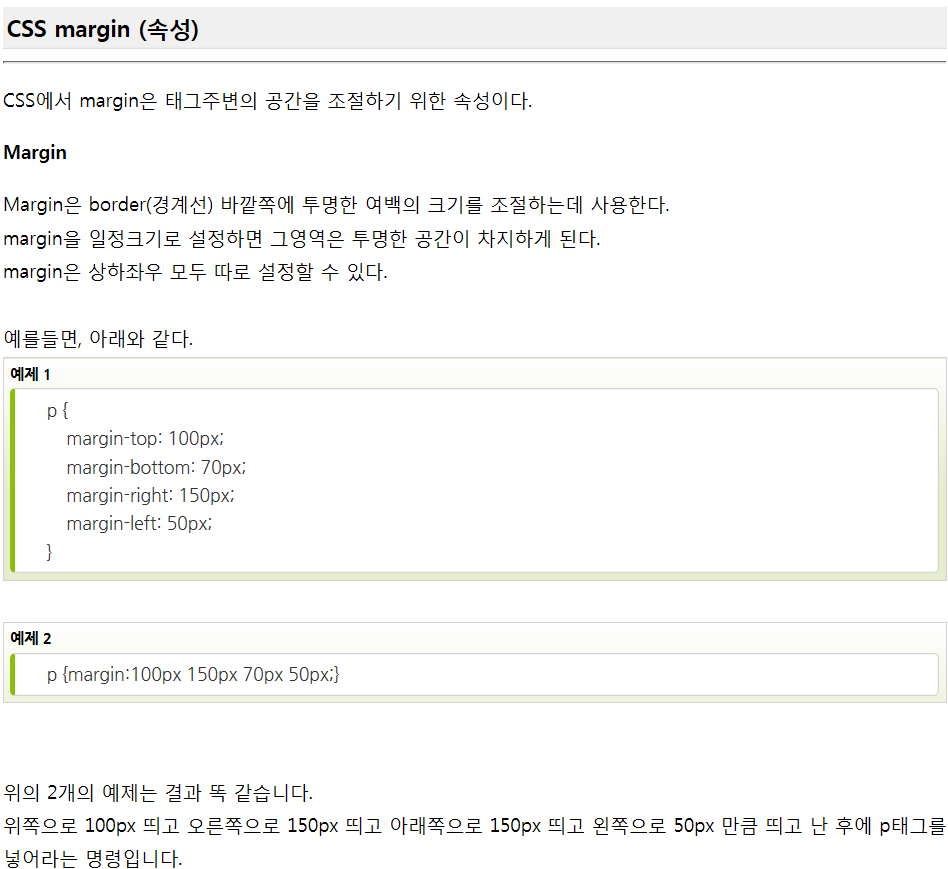 CSS margin (속성)
CSS에서 margin은 태그주변의 공간을 조절하기 위한 속성이다.
Margin
Margin은 border(경계선) 바깥쪽에 투명한 여백의 크기를 조절하는데 사용한다.
margin을 일정크기로 설정하면 그영역은 투명한 공간이 차지하게 된다.
margin은 상하좌우 모두 따로 설정할 수 있다.
예를들면, 아래와 같다.
예제 1
p {
margin-top: 100px;
margin-bottom: 70px;
margin-right: 150px;
margin-left: 50px;
}
예제 2
p {margin:100px 150px 70px 50px;}
위의 2개의 예제는 결과 똑 같습니다.
위쪽으로 100px 띄고 오른쪽으로 150px 띄고 아래쪽으로 150px 띄고 왼쪽으로 50px 만큼 띄고 난 후에 p태그를
넣어라는 명령입니다.